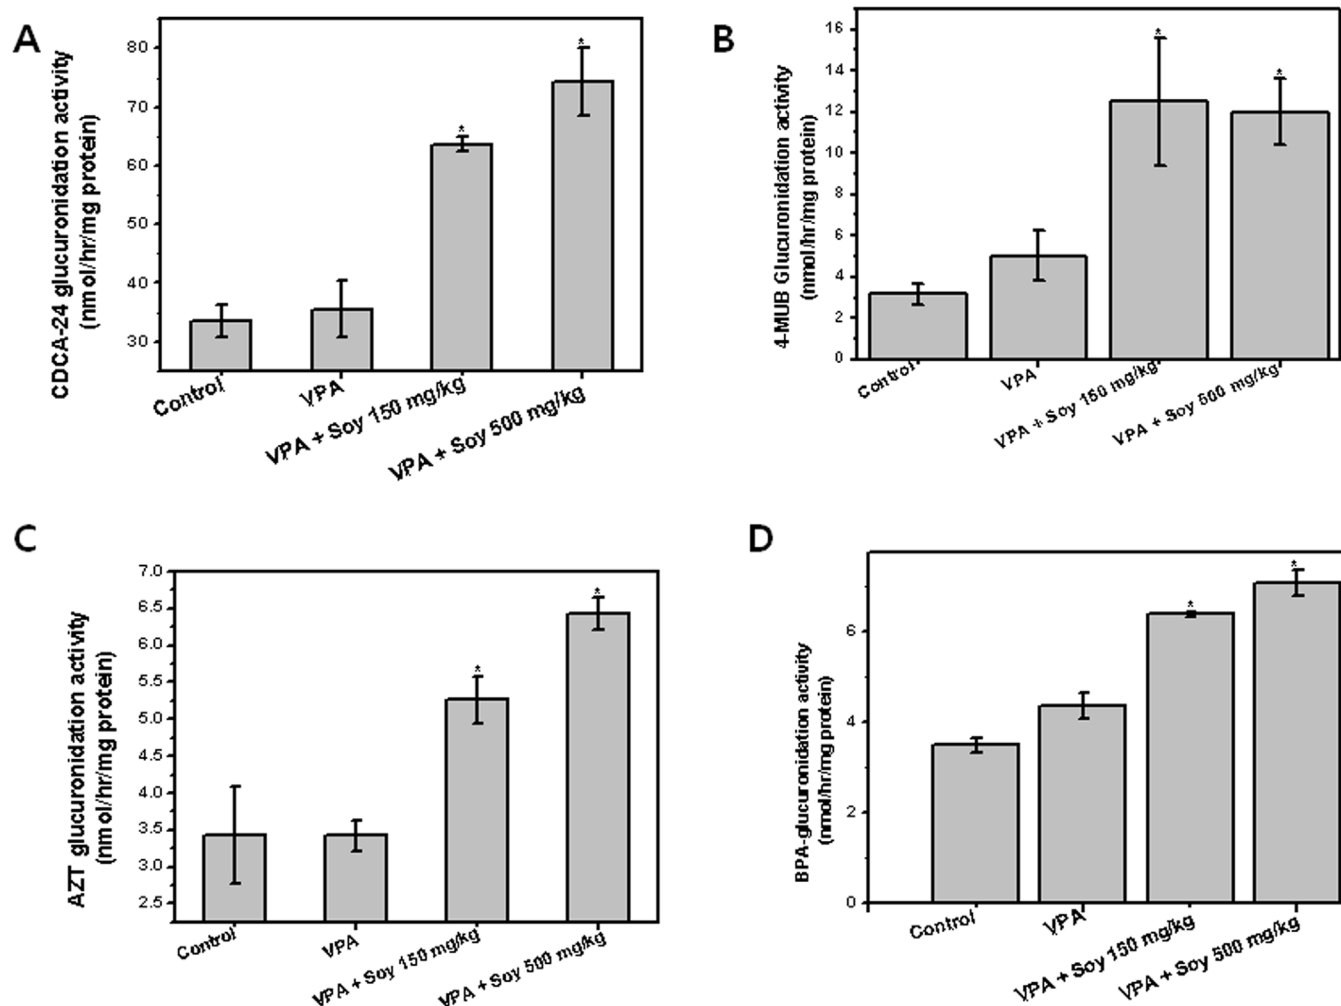 A
CDCA-24 glucuronidation activity
(nmol/hr/mg protein)
80
70
60
50
40
30
*
*
Control
VPA
VPA + Soy 150 mg/kg
VPA + Soy 500 mg/kg
B
4-MUB Glucuronidation activity
(nmol/hr/mg protein)
16
14
12
10
8
6
4
2
0
*
*
Control
VPA
VPA + Soy 150 mg/kg
VPA + Soy 500 mg/kg
C
AZT glucuronidation activity
(nmol/hr/mg protein)
7.0
6.5
6.0
5.5
5.0
4.5
4.0
3.5
3.0
2.5
*
*
Control
VPA
VPA + Soy 150 mg/kg
VPA + Soy 500 mg/kg
D
BPA-glucuronidation activity
(nmol/hr/mg protein)
6
4
2
0
*
*
Control
VPA
VPA + Soy 150 mg/kg
VPA + Soy 500 mg/kg